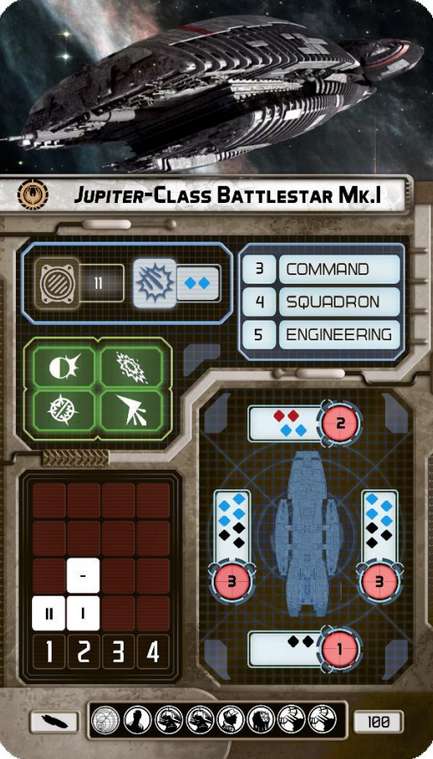 JUPITER-CLASS BATTLESTAR MK.I
11
3 COMMAND
4 SQUADRON
5 ENGINEERING
2
3
3
1
-
II I
1 2 3 4
100